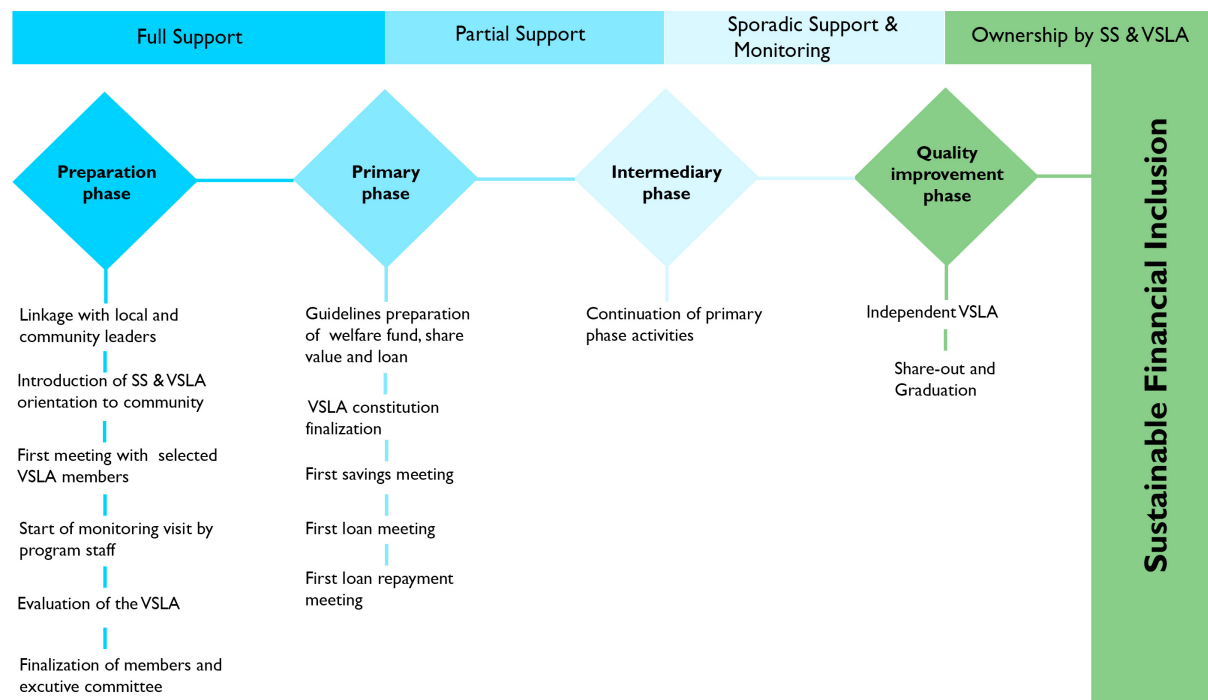 Full Support
Partial Support
Sporadic Support &
Monitoring
Ownership by SS & VSLA
Preparation
phase
Primary
phase
Intermediary
phase
Quality
improvement
phase
Linkage with local and
community leaders
Introduction of SS & VSLA
orientation to community
First meeting with selected
VSLA members
Start of monitoring visit by
program staff
Evaluation of the VSLA
Finalization of members and
excutive committee
Guidelines preparation
of welfare fund, share
value and loan
VSLA constitution
finalization
First savings meeting
First loan meeting
First loan repayment
meeting
Continuation of primary
phase activities
Independent VSLA
Share-out and
Graduation
Sustainable Financial Inclusion